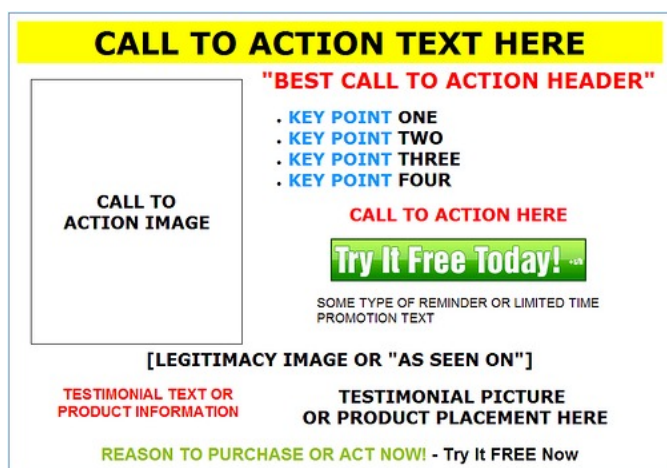 CALL TO ACTION TEXT HERE
"BEST CALL TO ACTION HEADER"
. KEY POINT ONE
. KEY POINT TWO
. KEY POINT THREE
. KEY POINT FOUR
CALL TO
ACTION IMAGE
CALL TO ACTION HERE
Try It Free Today!
SOME TYPE OF REMINDER OR LIMITED TIME
PROMOTION TEXT
[LEGITIMACY IMAGE OR "AS SEEN ON"]
TESTIMONIAL TEXT OR
PRODUCT INFORMATION
TESTIMONIAL PICTURE
OR PRODUCT PLACEMENT HERE
REASON TO PURCHASE OR ACT NOW! - Try It FREE Now